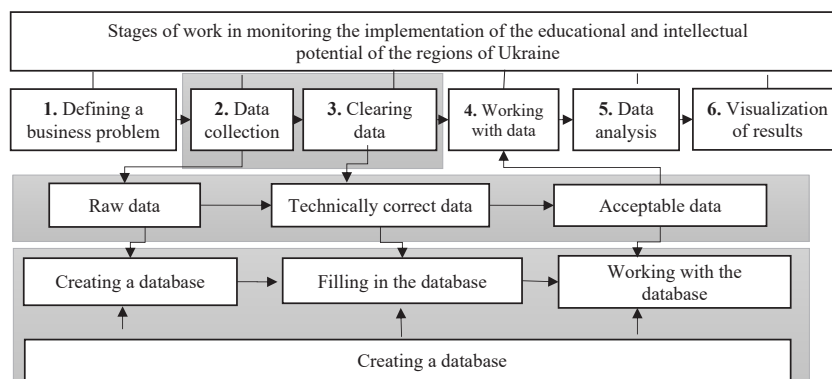 Stages of work in monitoring the implementation of the educational and intellectual
potential of the regions of Ukraine
1. Defining a
business problem
2. Data
collection
3. Clearing
data
4. Working
with data
5. Data
analysis
6. Visualization
of results
Raw data
Technically correct data
Acceptable data
Creating a database
Filling in the database
Working with the
database
Creating a database